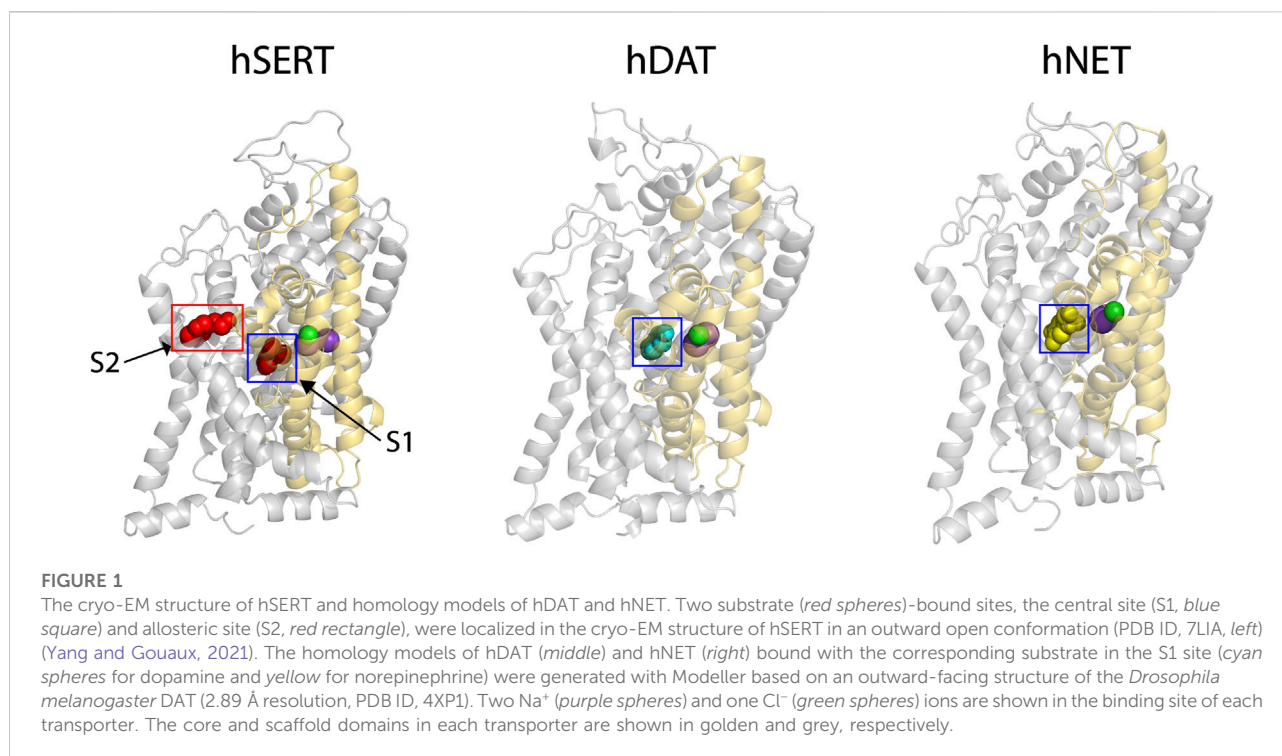 hSERT hDAT hNET
S2
S1
FIGURE 1
The cryo-EM structure of hSERT and homology models of hDAT and hNET. Two substrate (red spheres)-bound sites, the central site (S1, blue
square) and allosteric site (S2, red rectangle), were localized in the cryo-EM structure of hSERT in an outward open conformation (PDB ID, 7LIA, left)
(Yang and Gouaux, 2021). The homology models of hDAT (middle) and hNET (right) bound with the corresponding substrate in the S1 site (cyan
spheres for dopamine and yellow for norepinephrine) were generated with Modeller based on an outward-facing structure of the Drosophila
melanogaster DAT (2.89 Å resolution, PDB ID, 4XP1). Two Na⁺ (purple spheres) and one Cl⁻ (green spheres) ions are shown in the binding site of each
transporter. The core and scaffold domains in each transporter are shown in golden and grey, respectively.